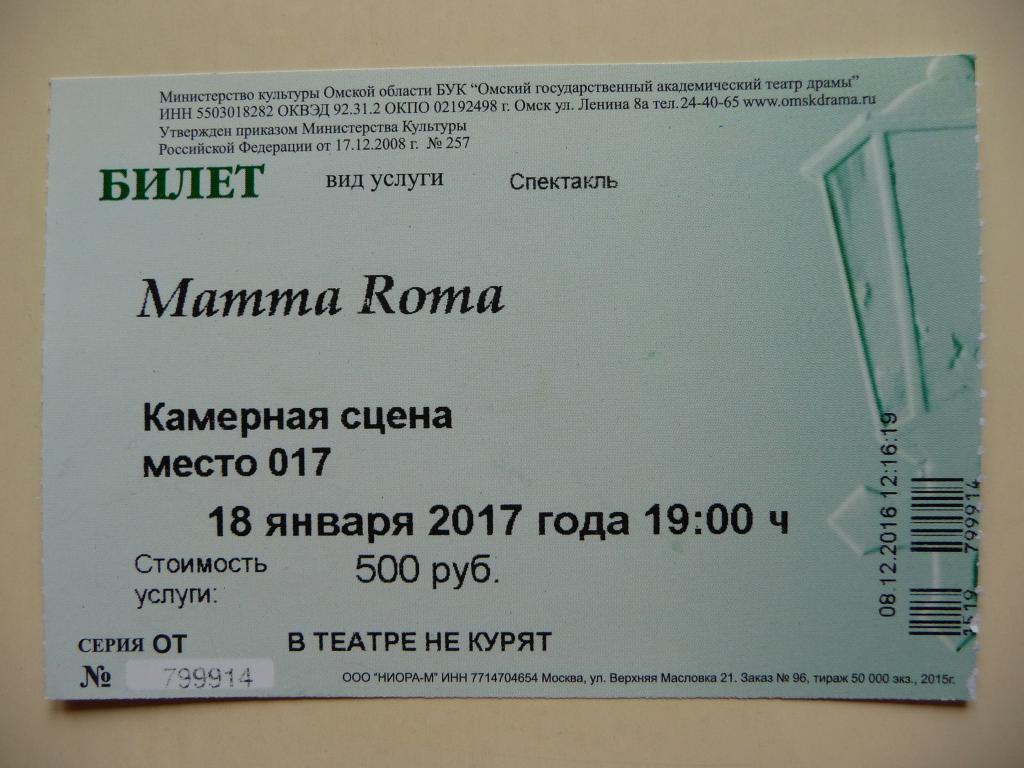 Министерство культуры Омской области БУК “Омский государственный академический театр драмы”
ИНН 5503018282 ОКВЭД 92.31.2 ОКПО 02192498 г. Омск ул. Ленина 8а тел. 24-40-65 www.omskdrama.ru
Утвержден приказом Министерства Культуры
Российской Федерации от 17.12.2008 г. № 257
БИЛЕТ вид услуги Спектакль
Mamma Roma
Камерная сцена
место 017
18 января 2017 года 19:00 ч
Стоимость 500 руб.
услуги:
СЕРИЯ ОТ В ТЕАТРЕ НЕ КУРЯТ
№ 799914
ООО “НИОРА-М” ИНН 7714704654 Москва, ул. Верхняя Масловка 21. Заказ № 96, тираж 50 000 экз., 2015г.
08.12.2016 12:16:19
1519 799914